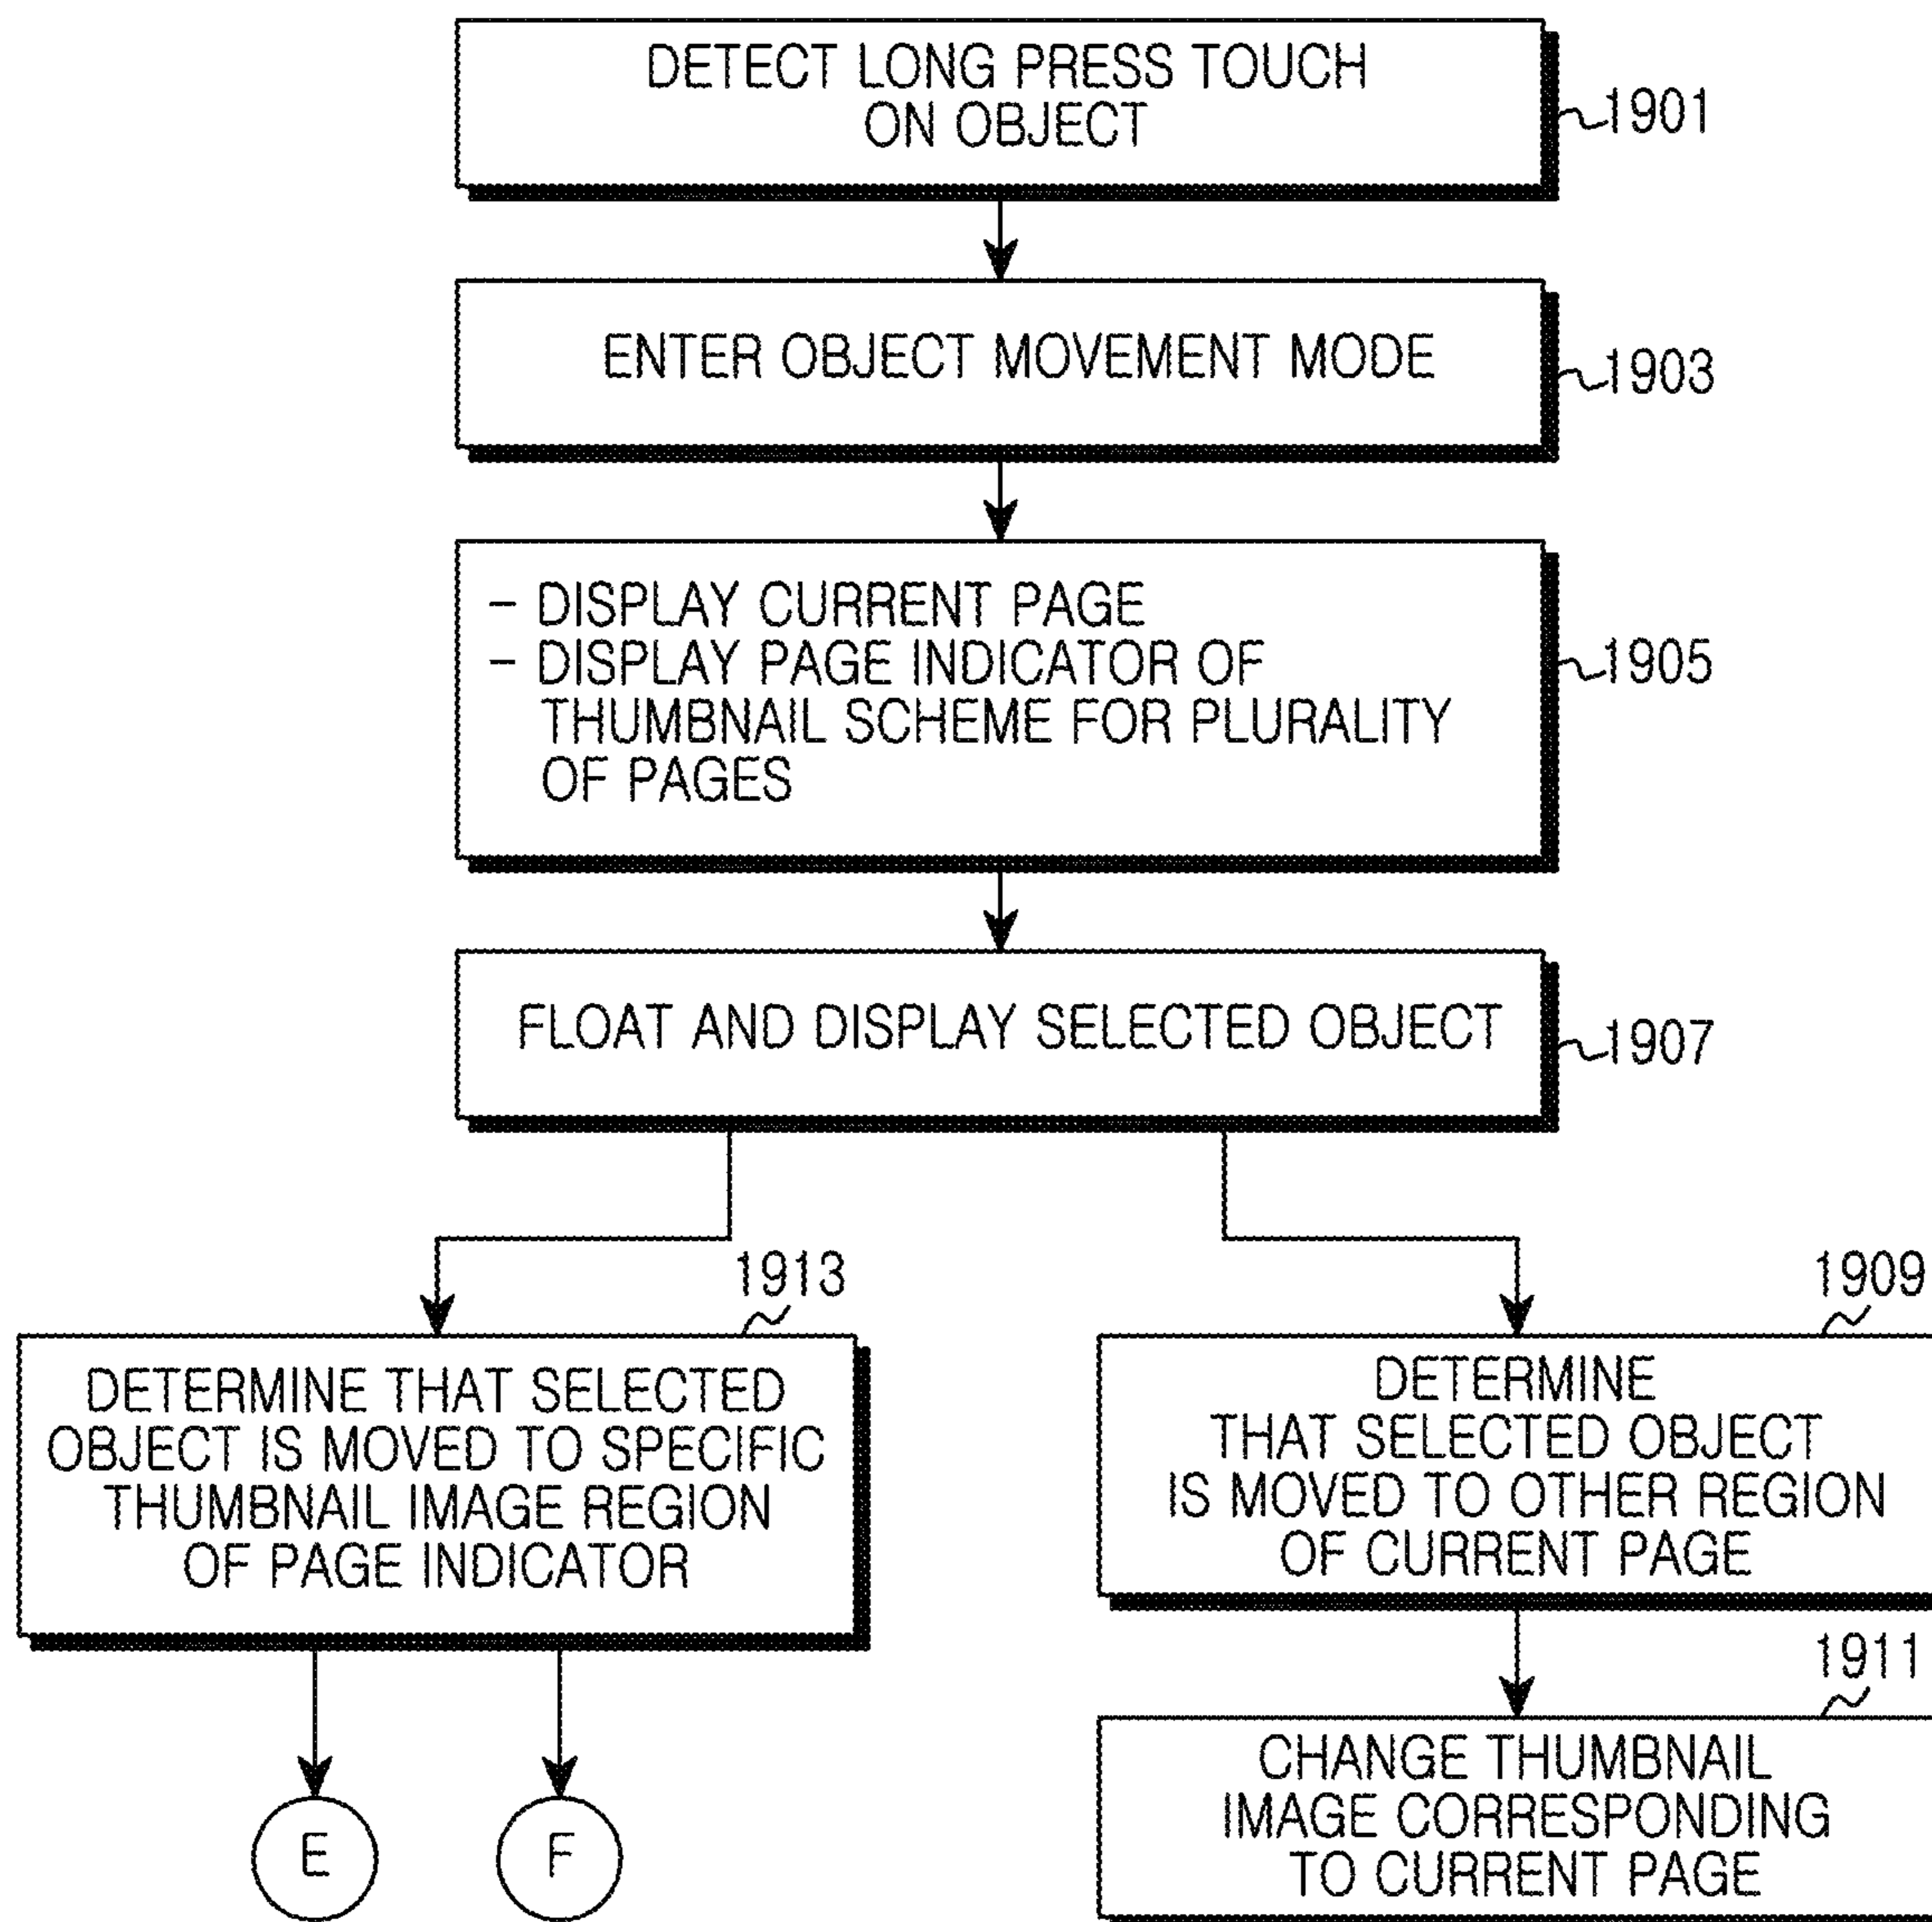 DETECT LONG PRESS TOUCH
ON OBJECT
1901
ENTER OBJECT MOVEMENT MODE
1903
– DISPLAY CURRENT PAGE
– DISPLAY PAGE INDICATOR OF
THUMBNAIL SCHEME FOR PLURALITY
OF PAGES
1905
FLOAT AND DISPLAY SELECTED OBJECT
1907
1913
DETERMINE THAT SELECTED
OBJECT IS MOVED TO SPECIFIC
THUMBNAIL IMAGE REGION
OF PAGE INDICATOR
E
F
1909
DETERMINE
THAT SELECTED OBJECT
IS MOVED TO OTHER REGION
OF CURRENT PAGE
1911
CHANGE THUMBNAIL
IMAGE CORRESPONDING
TO CURRENT PAGE